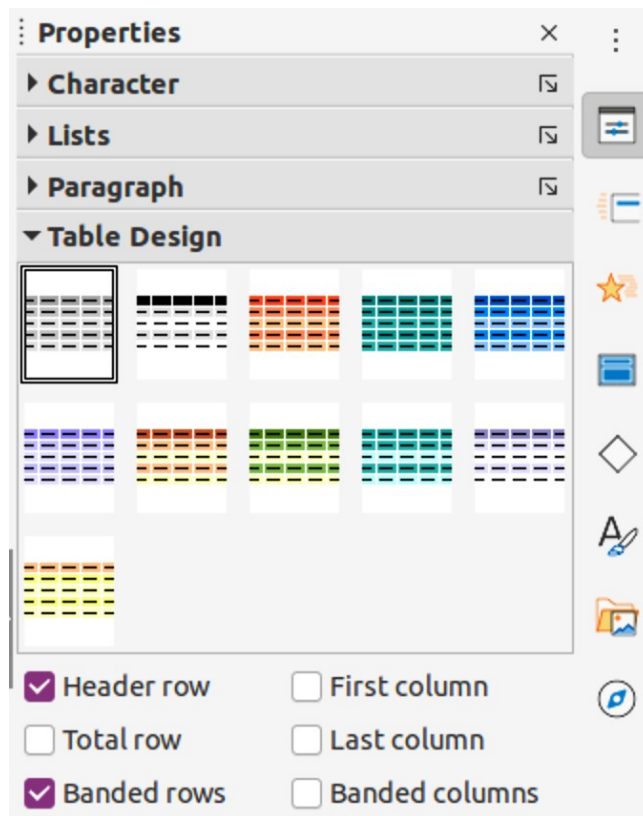 Properties
Character
Lists
Paragraph
Table Design
Header row First column
Total row Last column
Banded rows Banded columns